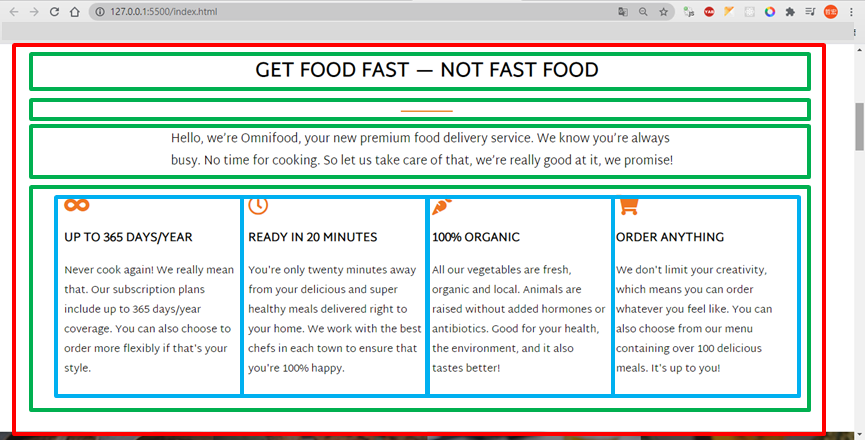 127.0.0.1:5500/index.html
GET FOOD FAST — NOT FAST FOOD
Hello, we're Omnifood, your new premium food delivery service. We know you're always
busy. No time for cooking. So let us take care of that, we're really good at it, we promise!
UP TO 365 DAYS/YEAR
Never cook again! We really mean
that. Our subscription plans
include up to 365 days/year
coverage. You can also choose to
order more flexibly if that's your
style.
READY IN 20 MINUTES
You're only twenty minutes away
from your delicious and super
healthy meals delivered right to
your home. We work with the best
chefs in each town to ensure that
you're 100% happy.
100% ORGANIC
All our vegetables are fresh,
organic and local. Animals are
raised without added hormones or
antibiotics. Good for your health,
the environment, and it also
tastes better!
ORDER ANYTHING
We don't limit your creativity,
which means you can order
whatever you feel like. You can
also choose from our menu
containing over 100 delicious
meals. It's up to you!